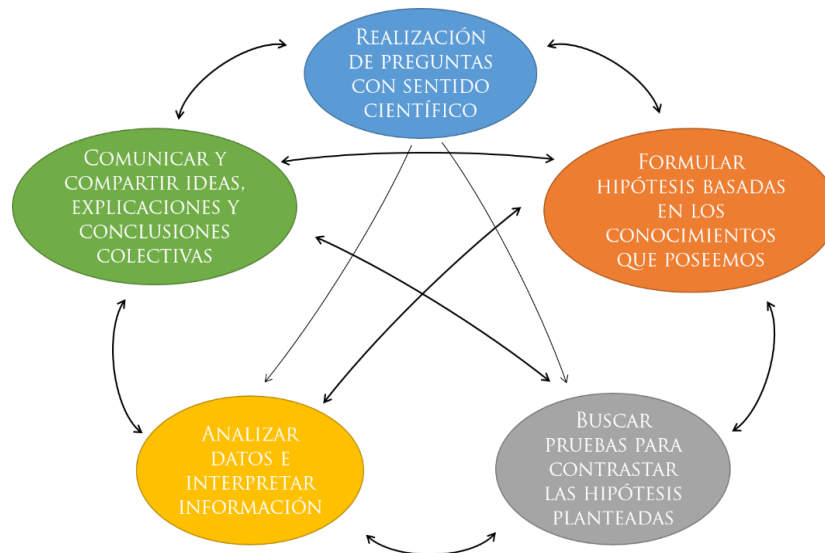 REALIZACIÓN
DE PREGUNTAS
CON SENTIDO
CIENTÍFICO
COMUNICAR Y
COMPARTIR IDEAS,
EXPLICACIONES Y
CONCLUSIONES
COLECTIVAS
FORMULAR
HIPÓTESIS BASADAS
EN LOS
CONOCIMIENTOS
QUE POSEEMOS
ANALIZAR
DATOS E
INTERPRETAR
INFORMACIÓN
BUSCAR
PRUEBAS PARA
CONTRASTAR
LAS HIPÓTESIS
PLANTEADAS